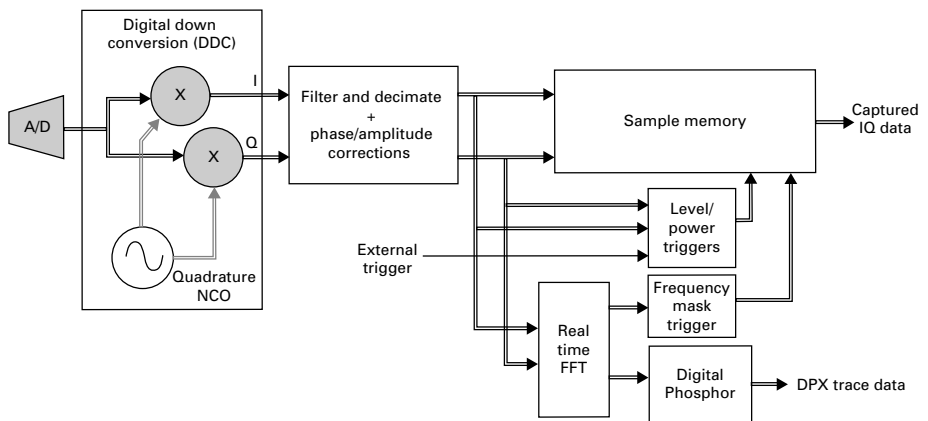 Digital down
conversion (DDC)
A/D
X
I
X
Q
Quadrature
NCO
Filter and decimate
+
phase/amplitude
corrections
Sample memory
Captured
IQ data
External
trigger
Level/
power
triggers
Real
time
FFT
Frequency
mask
trigger
Digital
Phosphor
DPX trace data